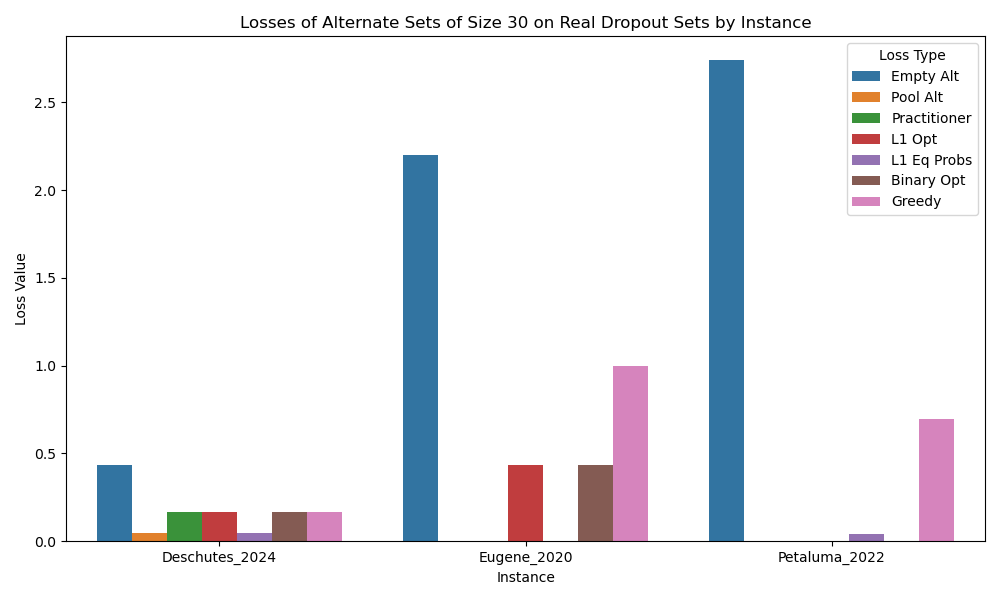 Losses of Alternate Sets of Size 30 on Real Dropout Sets by Instance
Loss Type
Empty Alt
Pool Alt
Practitioner
L1 Opt
L1 Eq Probs
Binary Opt
Greedy
Loss Value
2.5
2.0
1.5
1.0
0.5
0.0
Deschutes_2024
Eugene_2020
Petaluma_2022
Instance